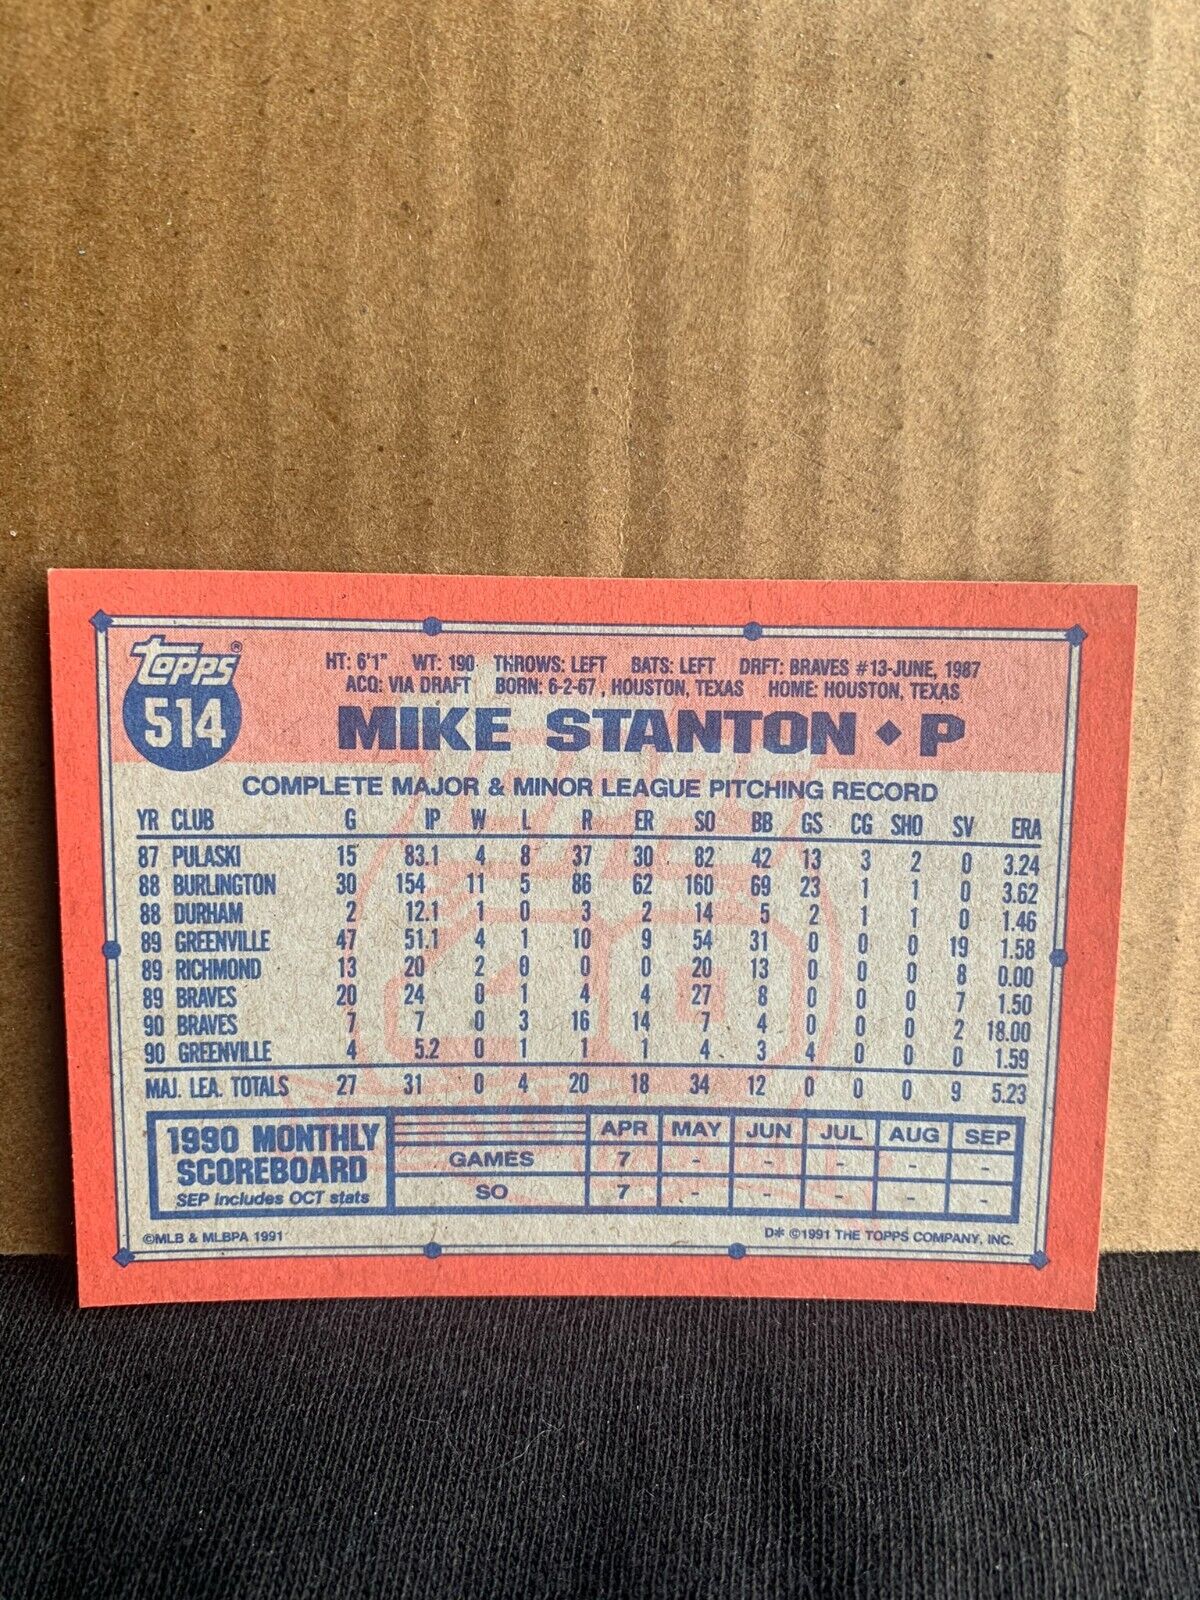 TOPPS®
514
HT: 6'1" WT: 190 THROWS: LEFT BATS: LEFT DRFT: BRAVES #13-JUNE, 1987
ACQ: VIA DRAFT BORN: 6-2-67, HOUSTON, TEXAS HOME: HOUSTON, TEXAS
MIKE STANTON ◆ P
COMPLETE MAJOR & MINOR LEAGUE PITCHING RECORD
YR CLUB G IP W L R ER SO BB GS CG SHO SV ERA
87 PULASKI 15 83.1 4 8 37 30 82 42 13 3 2 0 3.24
88 BURLINGTON 30 154 11 5 86 62 160 69 23 1 1 0 3.62
88 DURHAM 2 12.1 1 0 3 2 14 5 2 1 1 0 1.46
89 GREENVILLE 47 51.1 4 1 10 9 54 31 0 0 0 19 1.58
89 RICHMOND 13 20 2 0 0 0 20 13 0 0 0 8 0.00
89 BRAVES 20 24 0 1 4 4 27 8 0 0 0 7 1.50
90 BRAVES 7 7 0 3 16 14 7 4 0 0 0 2 18.00
90 GREENVILLE 4 5.2 0 1 1 1 4 3 4 0 0 0 1.59
MAJ. LEA. TOTALS 27 31 0 4 20 18 34 12 0 0 0 9 5.23
1990 MONTHLY SCOREBOARD
SEP includes OCT stats
APR MAY JUN JUL AUG SEP
GAMES 7 - - - - -
SO 7 - - - - -
©MLB & MLBPA 1991 D* ©1991 THE TOPPS COMPANY, INC.